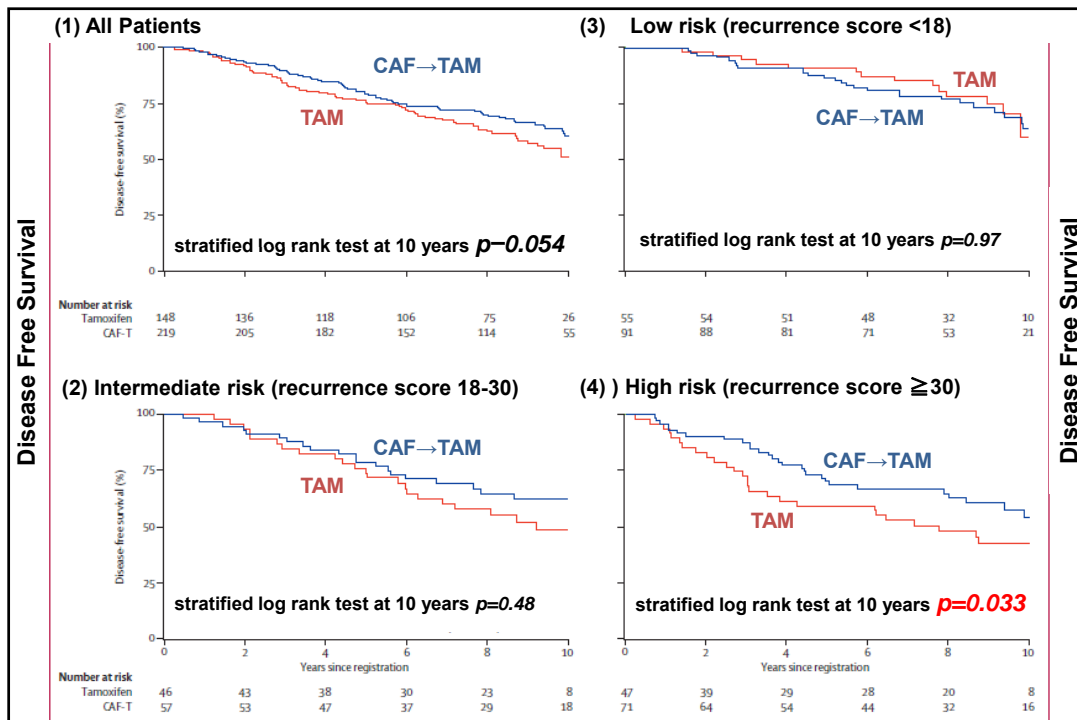 (1) All Patients
Disease Free Survival
Disease-free survival (%)
100
75
50
25
0
CAF→TAM
TAM
stratified log rank test at 10 years p=0.054
Number at risk
Tamoxifen 148 136 118 106 75 26
CAF-T 219 205 182 152 114 55
(3) Low risk (recurrence score <18)
TAM
CAF→TAM
stratified log rank test at 10 years p=0.97
55 54 51 48 32 10
91 88 81 71 53 21
Disease Free Survival
(2) Intermediate risk (recurrence score 18-30)
Disease-free survival (%)
100
75
50
25
0
CAF→TAM
TAM
stratified log rank test at 10 years p=0.48
0 2 4 6 8 10
Years since registration
Number at risk
Tamoxifen 46 43 38 30 23 8
CAF-T 57 53 47 37 29 18
(4) ) High risk (recurrence score ≧30)
CAF→TAM
TAM
stratified log rank test at 10 years p=0.033
0 2 4 6 8 10
Years since registration
47 39 29 28 20 8
71 64 54 44 32 16